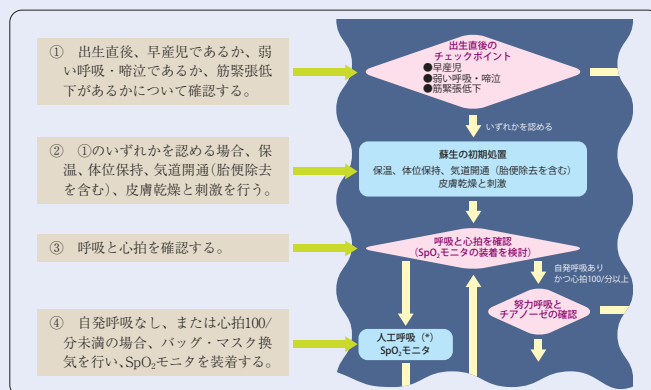 ① 出生直後、早産児であるか、弱
い呼吸・啼泣であるか、筋緊張低
下があるかについて確認する。
② ①のいずれかを認める場合、保
温、体位保持、気道開通(胎便除去
を含む)、皮膚乾燥と刺激を行う。
③ 呼吸と心拍を確認する。
④ 自発呼吸なし、または心拍100/
分未満の場合、バッグ・マスク換
気を行い、SpO₂モニタを装着する。
出生直後の
チェックポイント
●早産児
●弱い呼吸・啼泣
●筋緊張低下
いずれかを認める
蘇生の初期処置
保温、体位保持、気道開通(胎便除去を含む)
皮膚乾燥と刺激
呼吸と心拍を確認
(SpO₂モニタの装着を検討)
自発呼吸あり
かつ心拍100/分以上
努力呼吸と
チアノーゼの確認
人工呼吸(*)
SpO₂モニタ